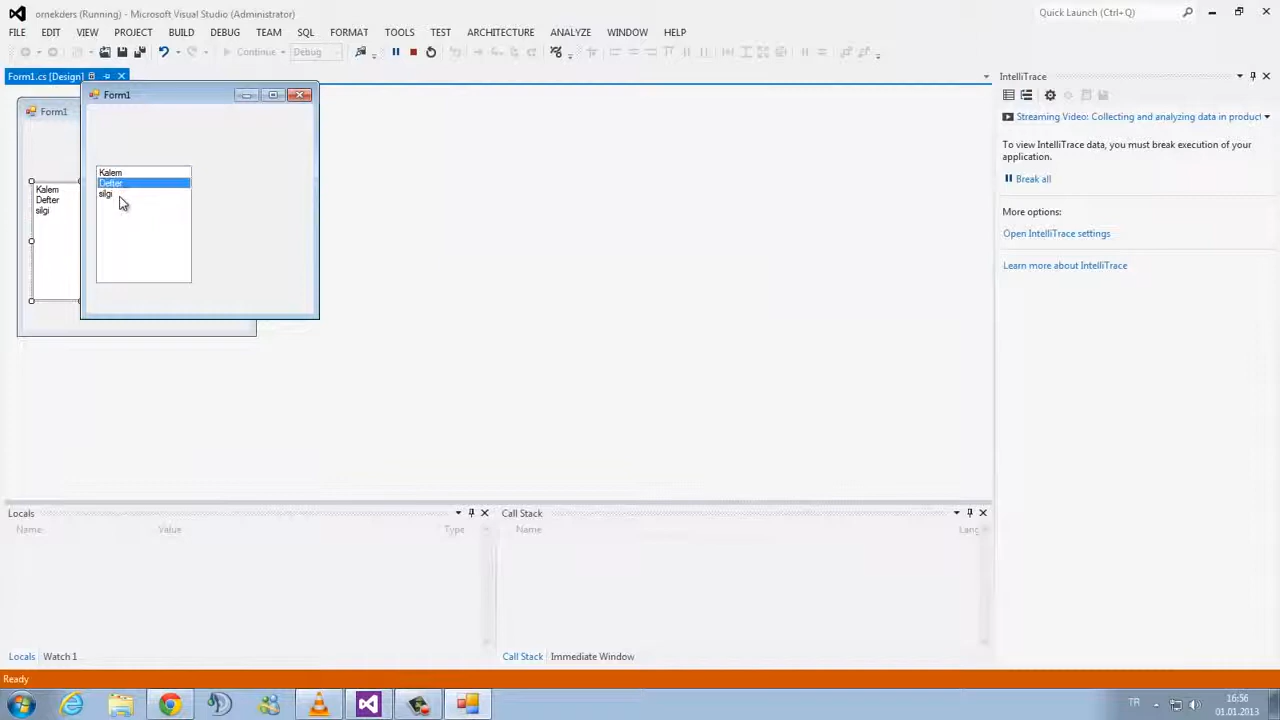 ornekders (Running) - Microsoft Visual Studio (Administrator)
Quick Launch (Ctrl+Q)
FILE EDIT VIEW PROJECT BUILD DEBUG TEAM SQL FORMAT TOOLS TEST ARCHITECTURE ANALYZE WINDOW HELP
Continue Debug
Form1.cs [Design]
Form1
Kalem
Defter
silgi
Form1
Kalem
Defter
silgi
IntelliTrace
Streaming Video: Collecting and analyzing data in product
To view IntelliTrace data, you must break execution of your
application.
Break all
More options:
Open IntelliTrace settings
Learn more about IntelliTrace
Locals
Name Value Type
Call Stack
Name Lang
Locals Watch 1
Call Stack Immediate Window
Ready
TR
16:56
03.01.2013